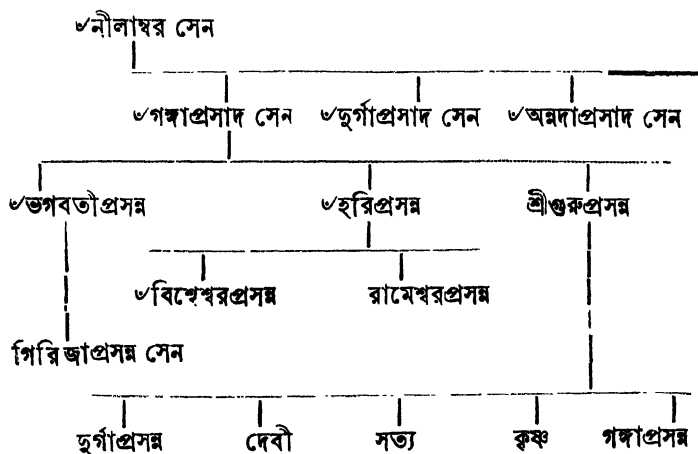 ৺নীলাম্বর সেন
৺গঙ্গাপ্রসাদ সেন ৺দুর্গাপ্রসাদ সেন ৺অন্নদাপ্রসাদ সেন
৺ভগবতীপ্রসন্ন ৺হরিপ্রসন্ন শ্রীগুরুপ্রসন্ন
৺বিশ্বেশ্বরপ্রসন্ন রামেশ্বরপ্রসন্ন
গিরিজাপ্রসন্ন সেন
দুর্গাপ্রসন্ন দেবী সত্য কৃষ্ণ গঙ্গাপ্রসন্ন